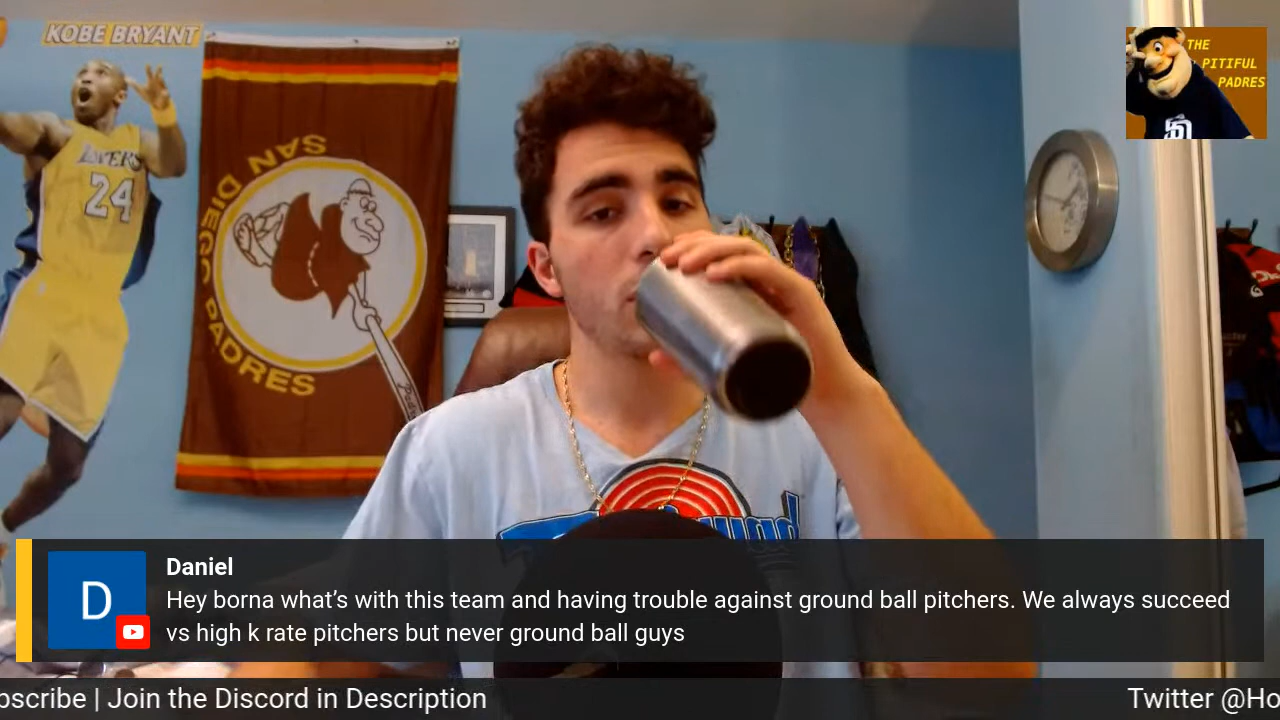 KOBE BRYANT
THE
PITIFUL
PADRES
SAN DIEGO PADRES
LAKERS
24
Daniel
D
Hey borna what's with this team and having trouble against ground ball pitchers. We always succeed
vs high k rate pitchers but never ground ball guys
bscribe | Join the Discord in Description
Twitter @Ho